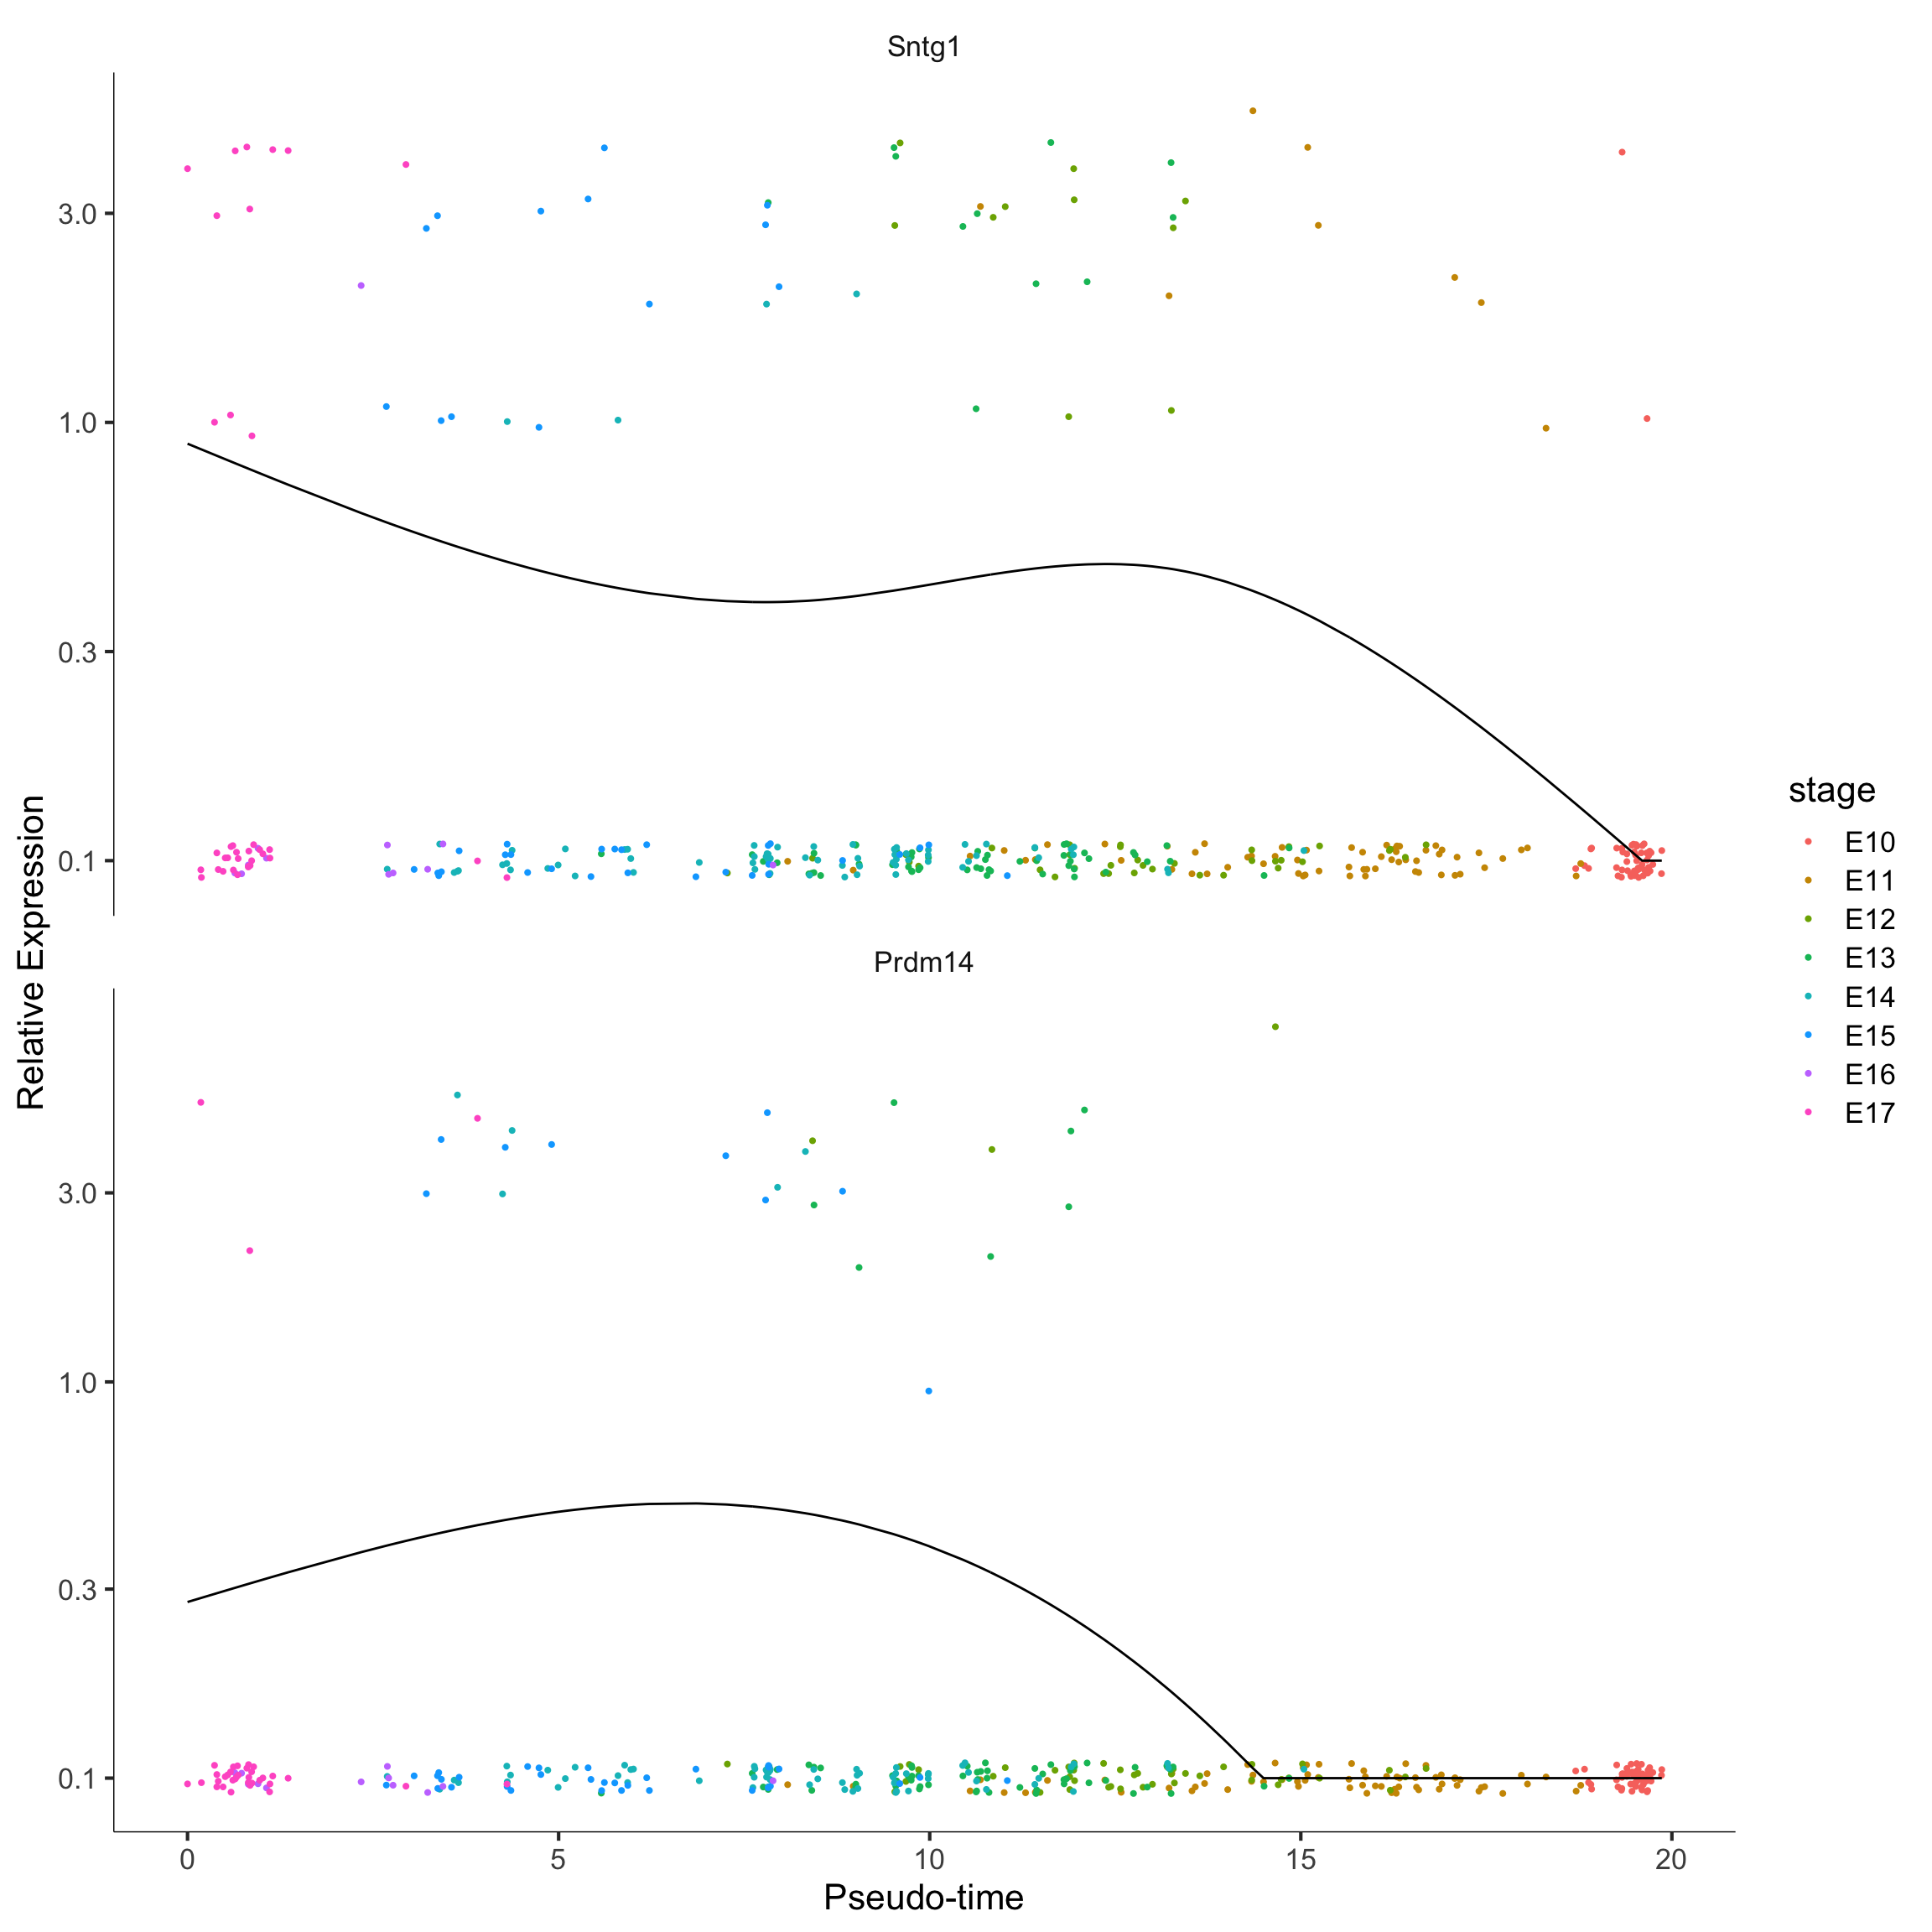 Sntg1
3.0
1.0
0.3
0.1
Prdm14
3.0
1.0
0.3
0.1
0 5 10 15 20
Pseudo-time
Relative Expression
stage
E10
E11
E12
E13
E14
E15
E16
E17